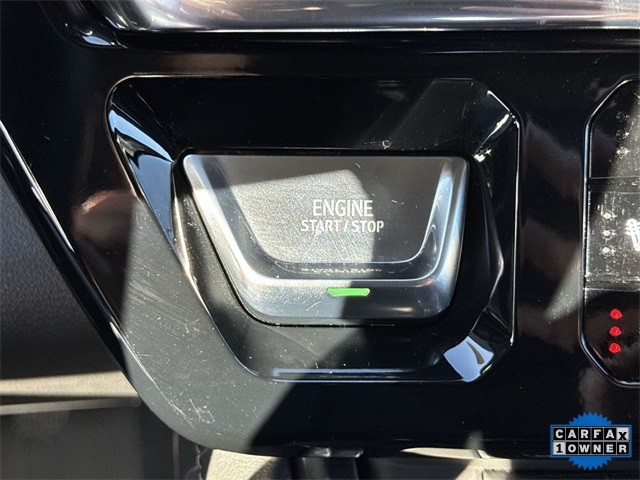 ENGINE
START/STOP
CARFAX
1 OWNER